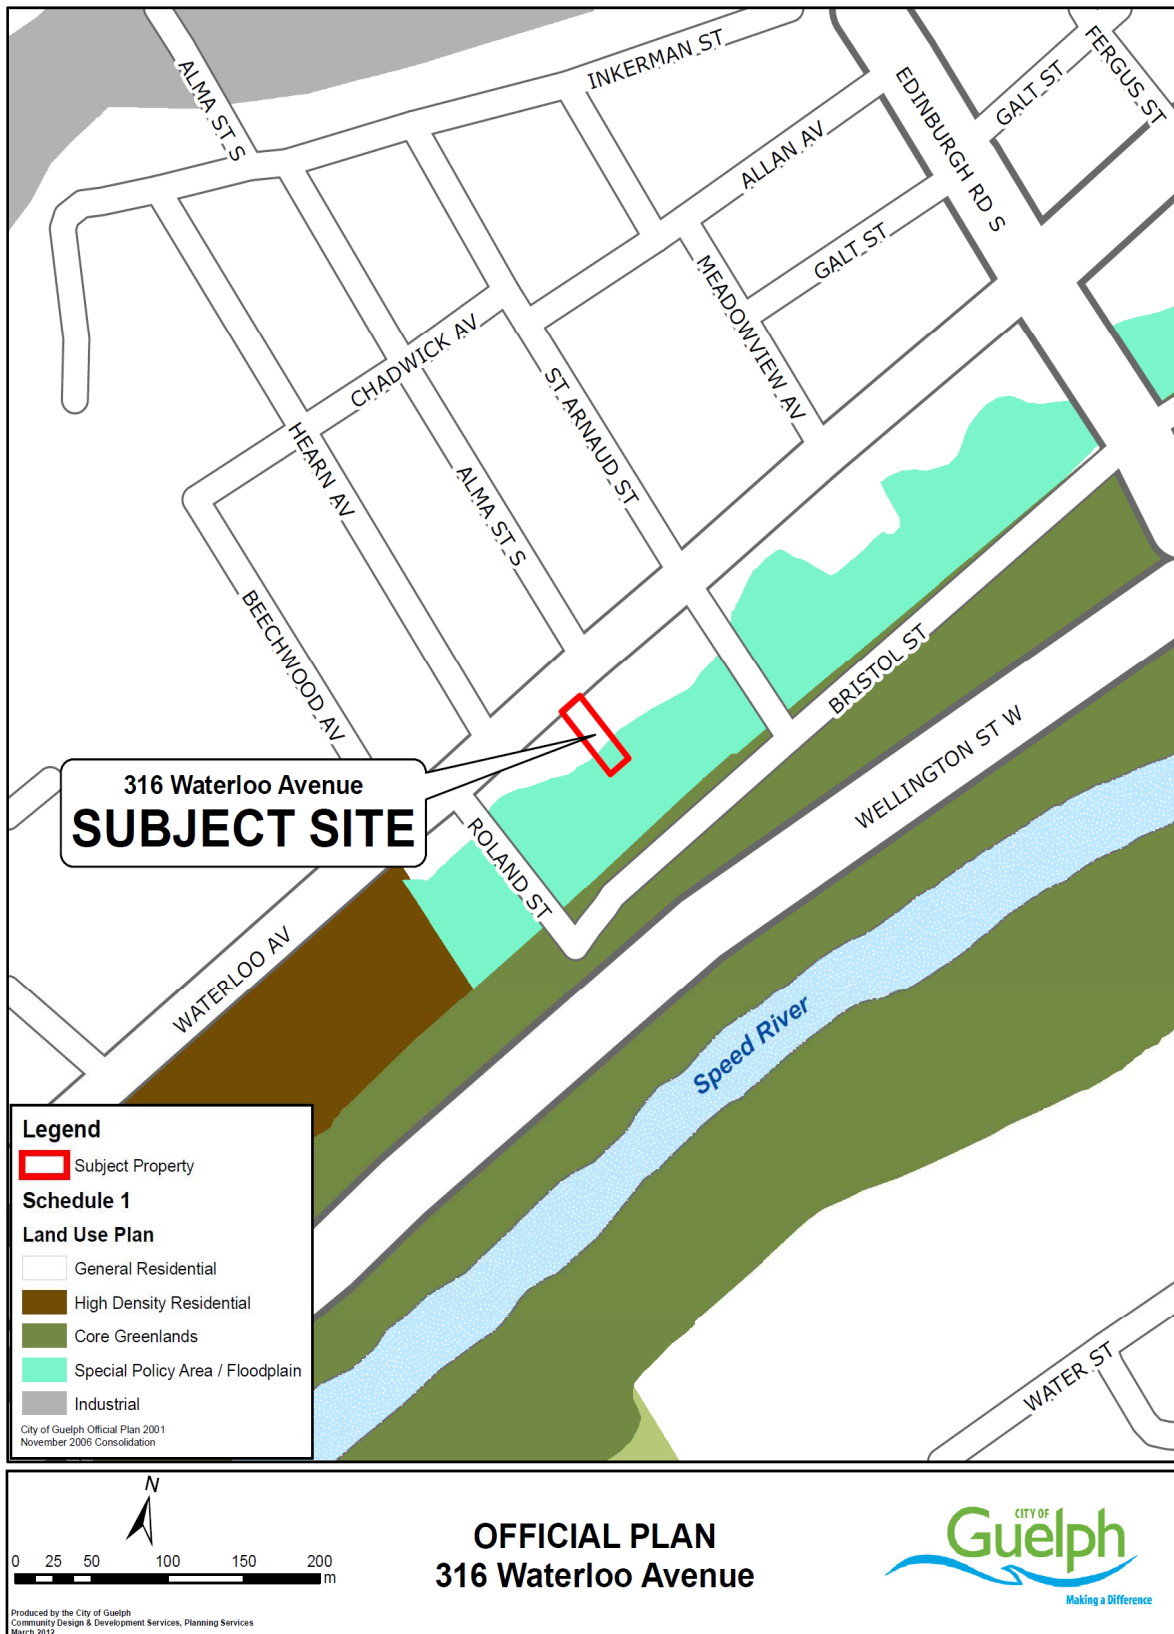 ALMA ST S
INKERMAN ST
EDINBURGH RD S
GALT ST
FERGUS ST
ALLAN AV
GALT ST
MEADOWVIEW AV
CHADWICK AV
ST ARNAUD ST
HEARN AV
ALMA ST S
BEECHWOOD AV
BRISTOL ST
WELLINGTON ST W
316 Waterloo Avenue
SUBJECT SITE
ROLAND ST
WATERLOO AV
Speed River
WATER ST
Legend
Subject Property
Schedule 1
Land Use Plan
General Residential
High Density Residential
Core Greenlands
Special Policy Area / Floodplain
Industrial
City of Guelph Official Plan 2001
November 2006 Consolidation
N
0 25 50 100 150 200
m
Produced by the City of Guelph
Community Design & Development Services, Planning Services
March 2012
OFFICIAL PLAN
316 Waterloo Avenue
CITY OF
Guelph
Making a Difference